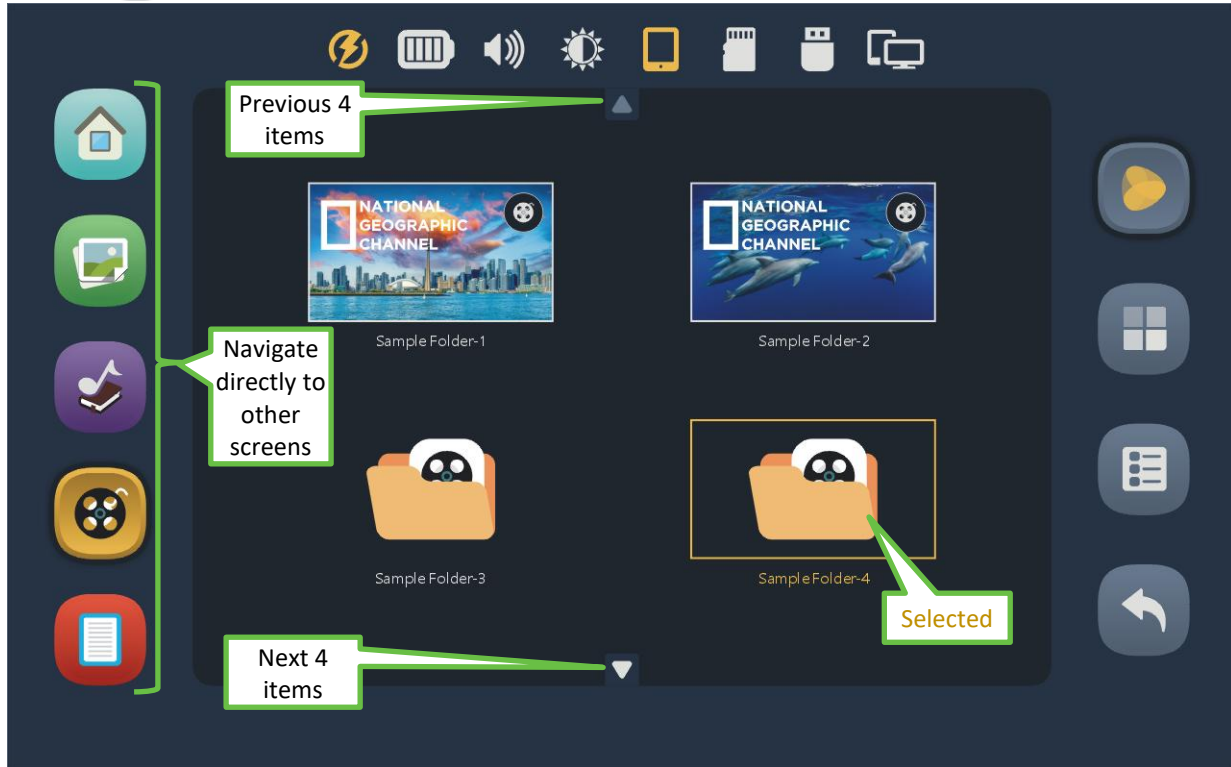 Previous 4
items
NATIONAL
GEOGRAPHIC
CHANNEL
NATIONAL
GEOGRAPHIC
CHANNEL
Sample Folder-1
Sample Folder-2
Navigate
directly to
other
screens
Sample Folder-3
Sample Folder-4
Selected
Next 4
items